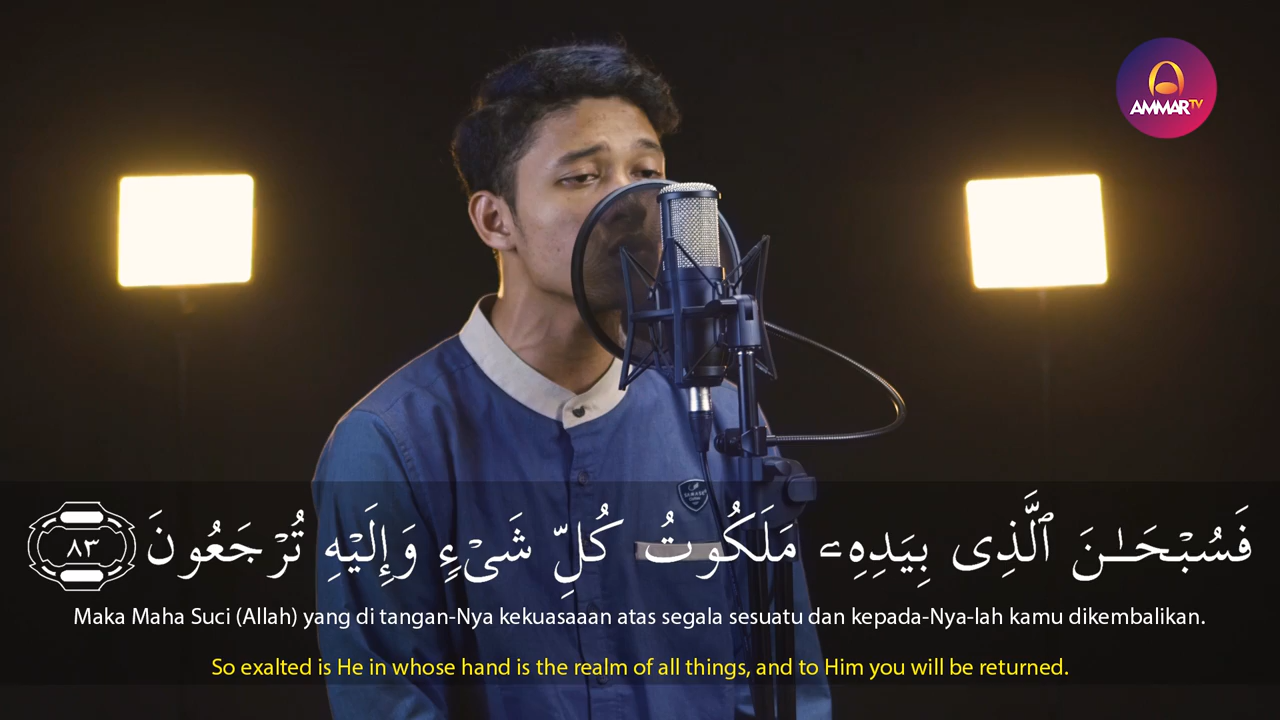 AMMAR TV
فَسُبْحَـٰنَ ٱلَّذِى بِيَدِهِۦ مَلَكُوتُ كُلِّ شَىْءٍ وَإِلَيْهِ تُرْجَعُونَ ٨٣
Maka Maha Suci (Allah) yang di tangan-Nya kekuasaaan atas segala sesuatu dan kepada-Nya-lah kamu dikembalikan.
So exalted is He in whose hand is the realm of all things, and to Him you will be returned.